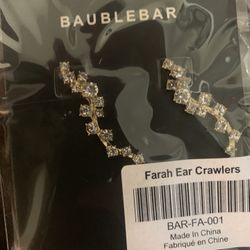 BAUBLEBAR
Farah Ear Crawlers
BAR-FA-001
Made In China
Fabriqué en Chine